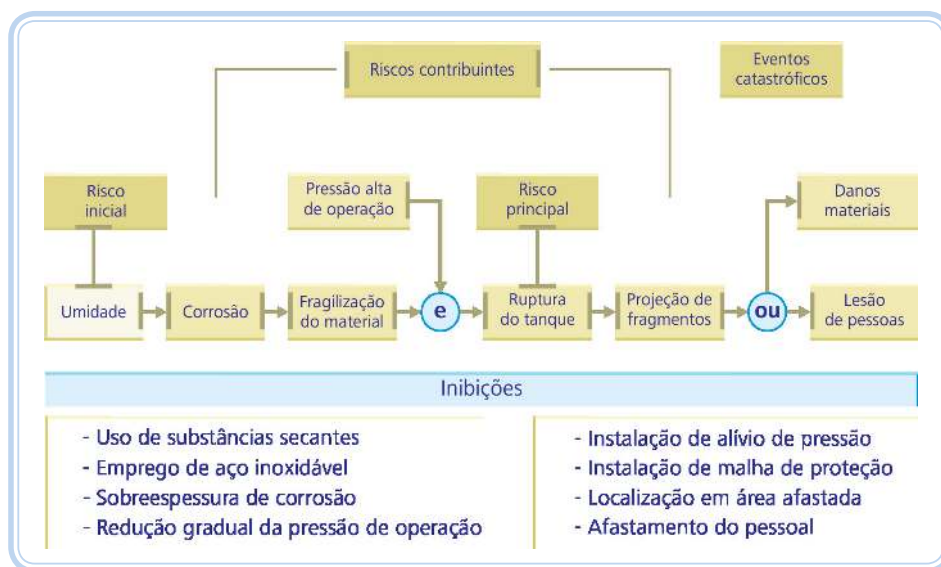 Riscos contribuintes
Eventos
catastróficos
Risco
inicial
Pressão alta
de operação
Risco
principal
Danos
materiais
Umidade
Corrosão
Fragilização
do material
e
Ruptura
do tanque
Projeção de
fragmentos
ou
Lesão
de pessoas
Inibições
- Uso de substâncias secantes
- Emprego de aço inoxidável
- Sobreespessura de corrosão
- Redução gradual da pressão de operação
- Instalação de alívio de pressão
- Instalação de malha de proteção
- Localização em área afastada
- Afastamento do pessoal